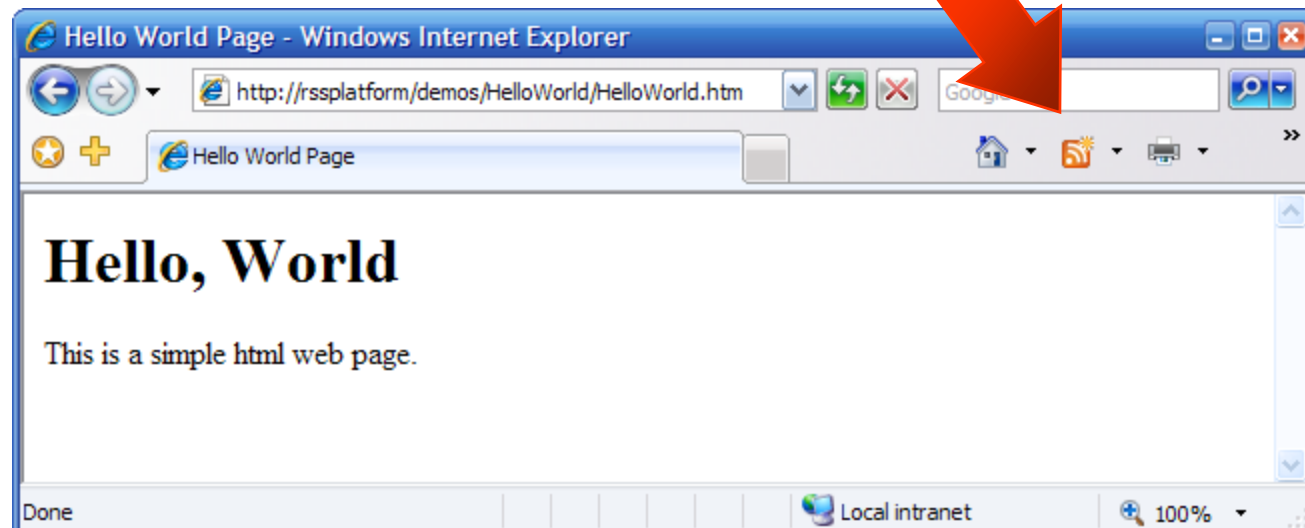 Hello World Page - Windows Internet Explorer
http://rssplatform/demos/HelloWorld/HelloWorld.htm
Google
Hello World Page
Hello, World
This is a simple html web page.
Done
Local intranet
100%